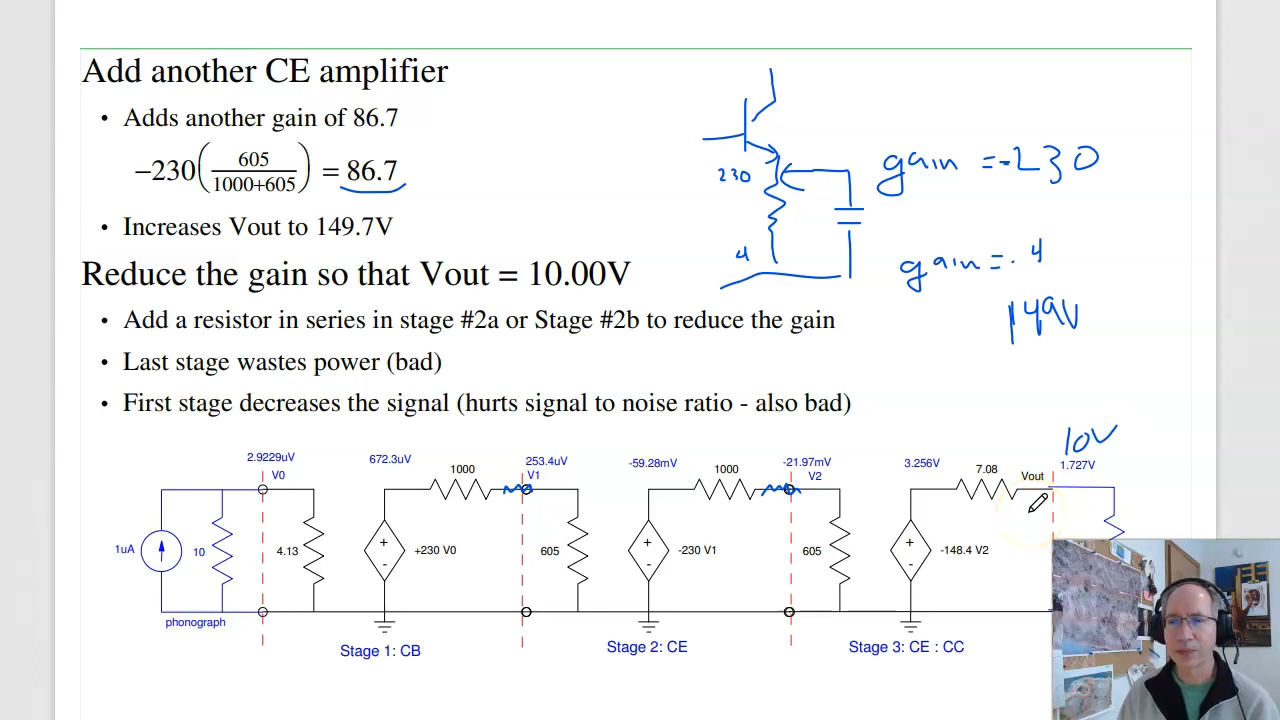 Add another CE amplifier
• Adds another gain of 86.7
−230(605/1000+605) = 86.7
• Increases Vout to 149.7V
Reduce the gain so that Vout = 10.00V
• Add a resistor in series in stage #2a or Stage #2b to reduce the gain
• Last stage wastes power (bad)
• First stage decreases the signal (hurts signal to noise ratio - also bad)
230
4
gain = -230
gain = .4
149V
10V
2.9229uV
V0
672.3uV
1000
253.4uV
V1
-59.28mV
1000
-21.97mV
V2
3.256V
7.08
Vout
1.727V
1uA
10
4.13
+
-
+230 V0
605
+
-
-230 V1
605
+
-
-148.4 V2
phonograph
Stage 1: CB
Stage 2: CE
Stage 3: CE : CC